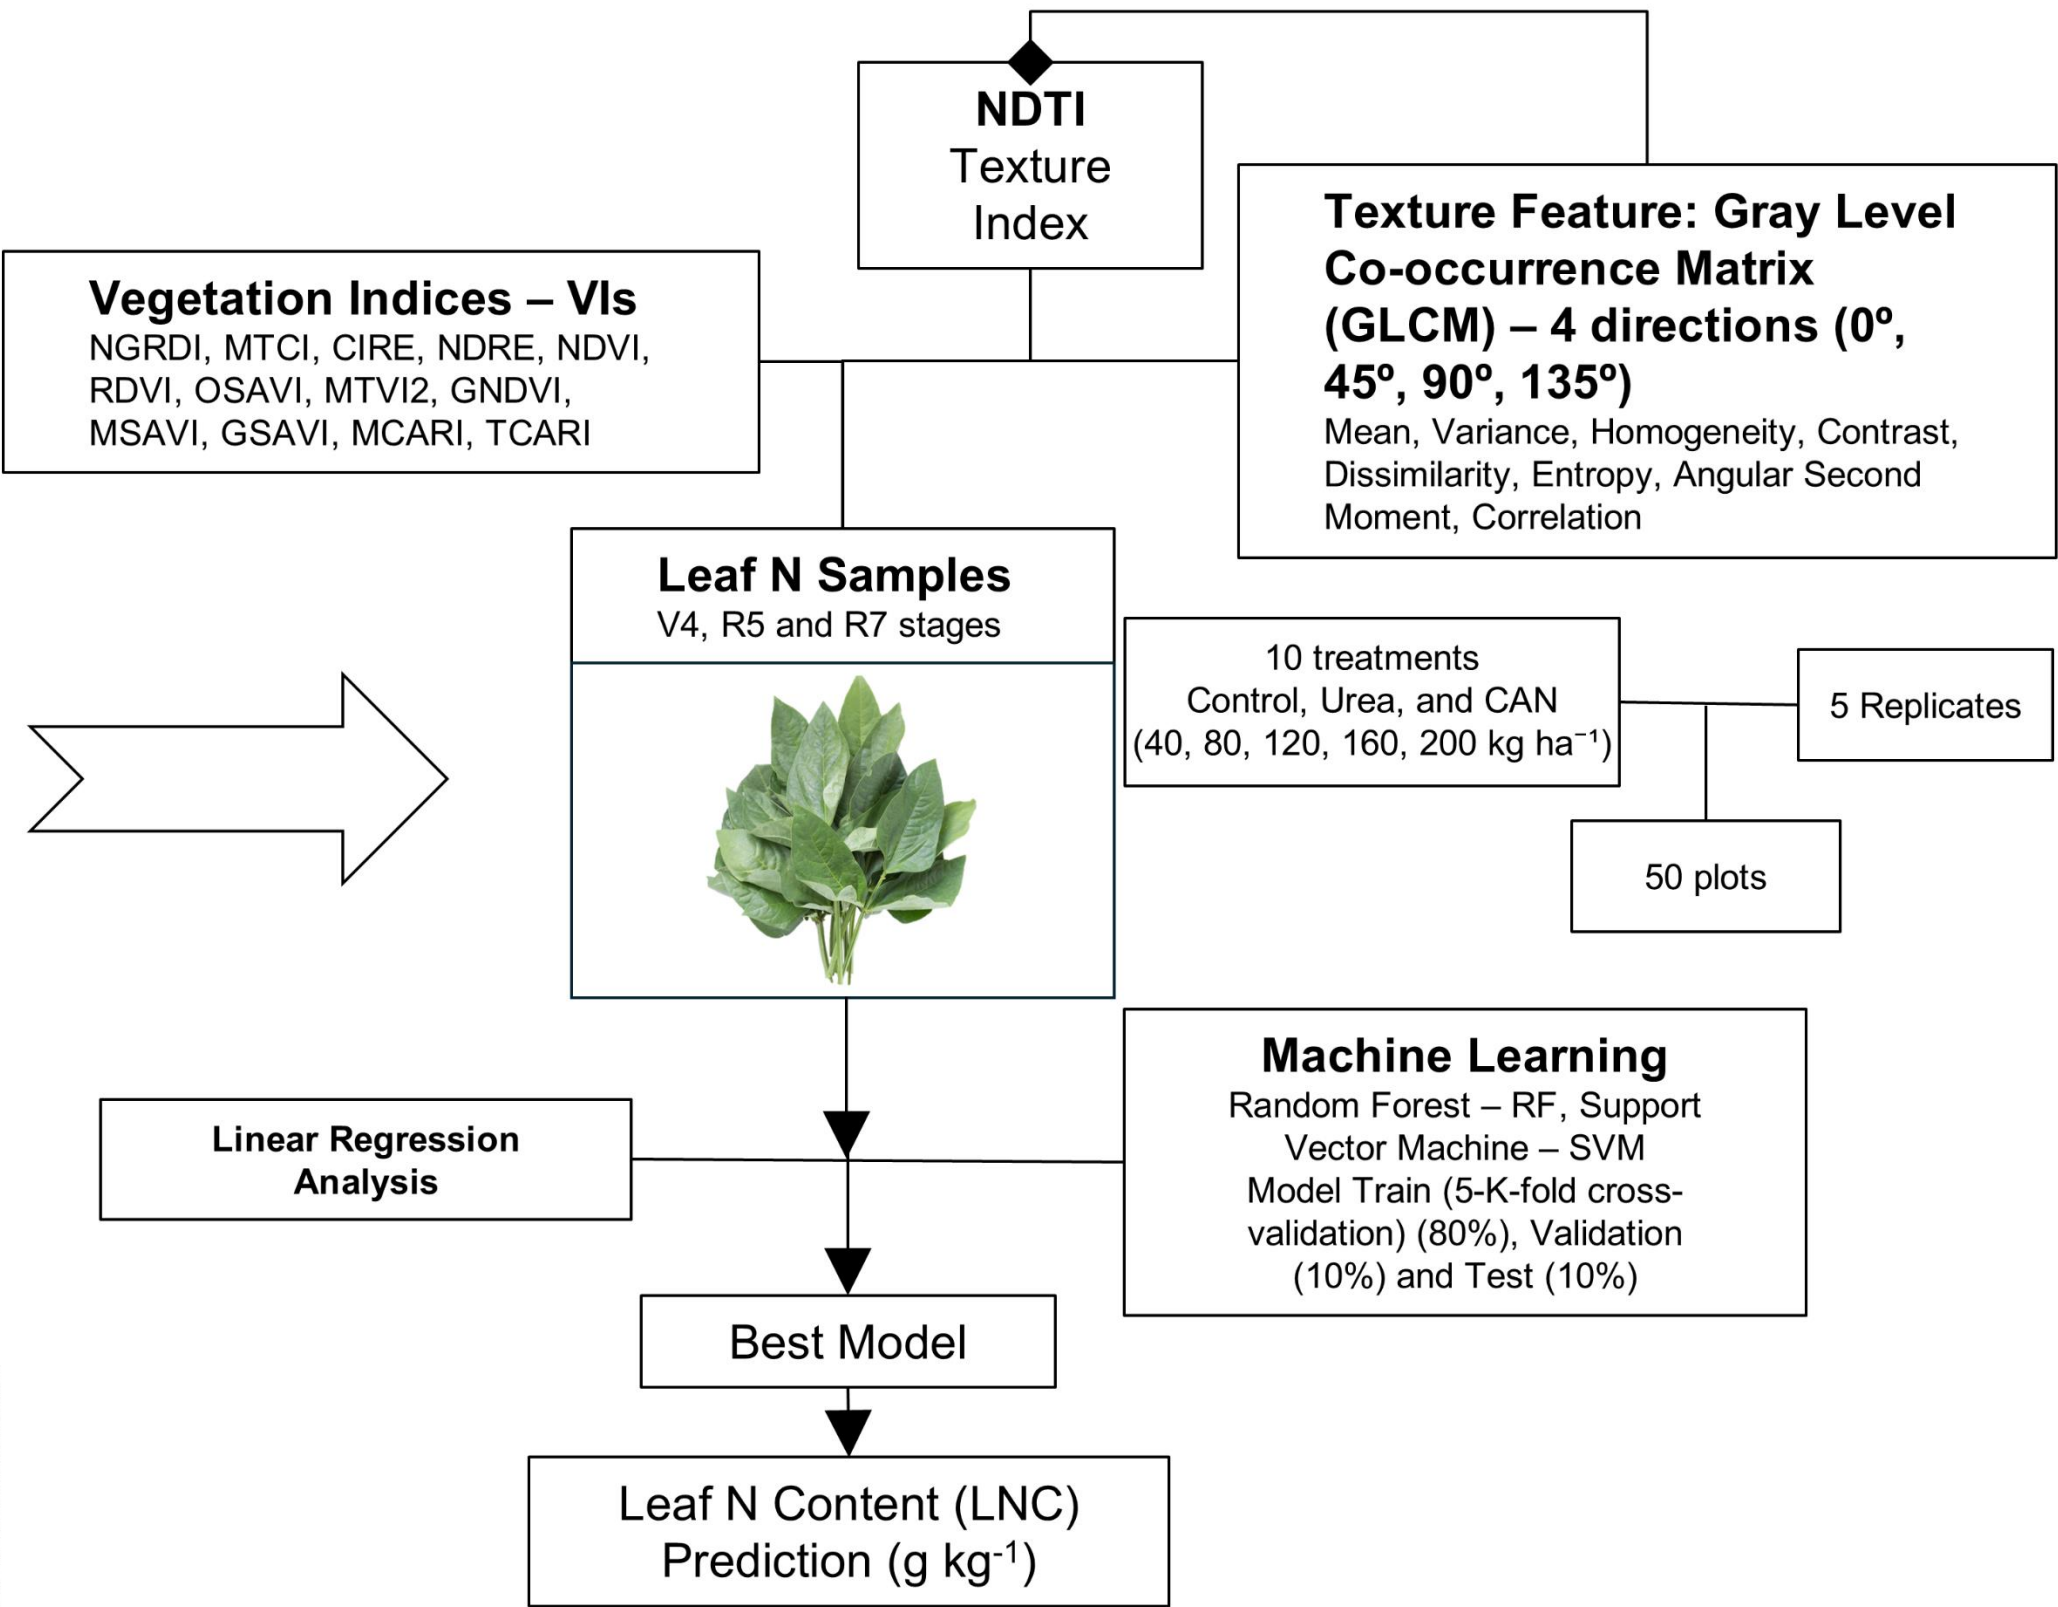 NDTI
Texture
Index
Texture Feature: Gray Level
Co-occurrence Matrix
(GLCM) – 4 directions (0º,
45º, 90º, 135º)
Mean, Variance, Homogeneity, Contrast,
Dissimilarity, Entropy, Angular Second
Moment, Correlation
Vegetation Indices – VIs
NGRDI, MTCI, CIRE, NDRE, NDVI,
RDVI, OSAVI, MTVI2, GNDVI,
MSAVI, GSAVI, MCARI, TCARI
Leaf N Samples
V4, R5 and R7 stages
10 treatments
Control, Urea, and CAN
(40, 80, 120, 160, 200 kg ha⁻¹)
5 Replicates
50 plots
Machine Learning
Random Forest – RF, Support
Vector Machine – SVM
Model Train (5-K-fold cross-
validation) (80%), Validation
(10%) and Test (10%)
Linear Regression
Analysis
Best Model
Leaf N Content (LNC)
Prediction (g kg⁻¹)